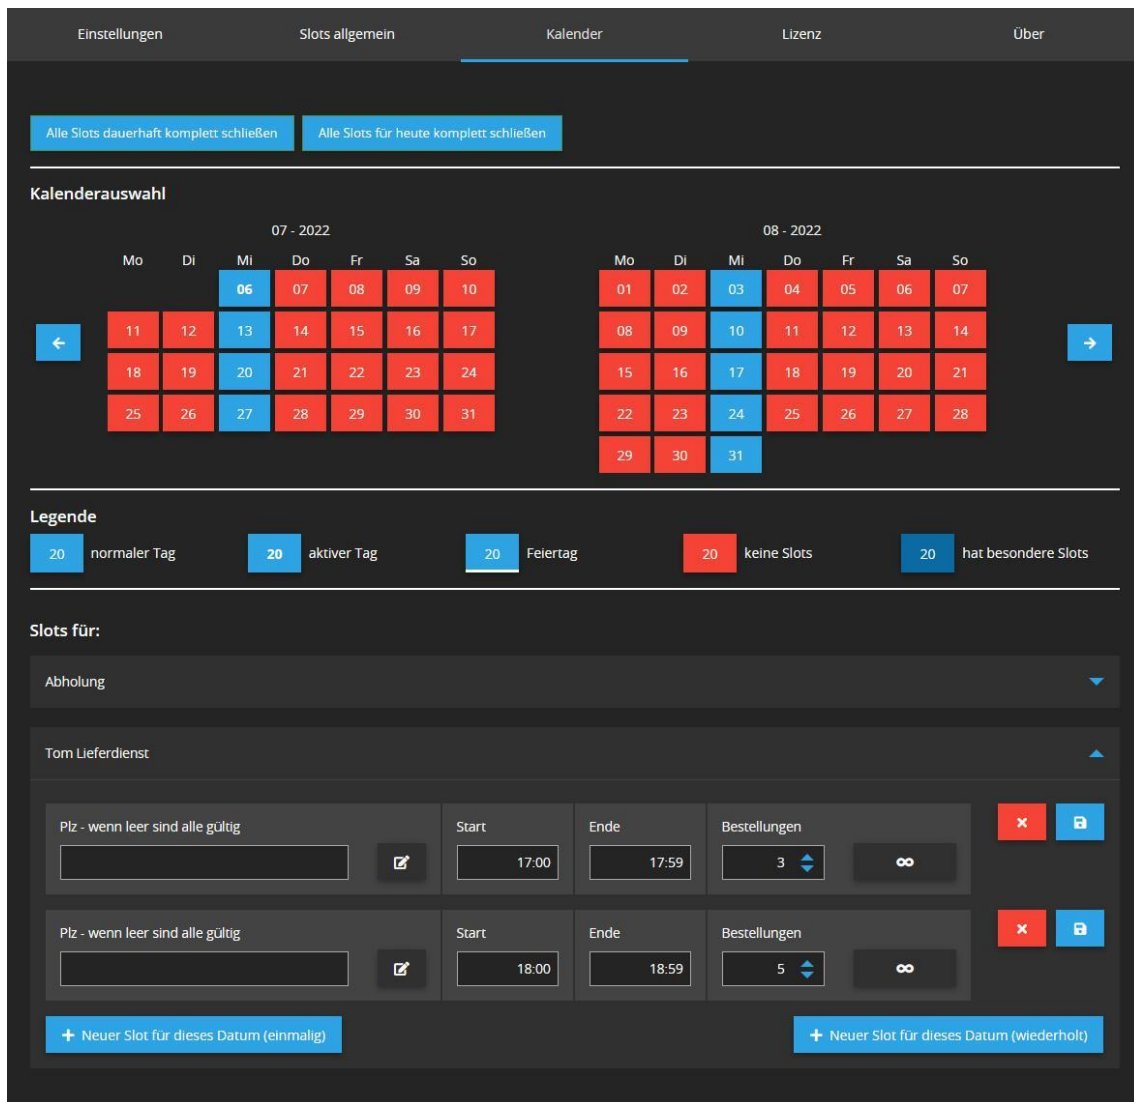 Einstellungen Slots allgemein Kalender Lizenz Über
Alle Slots dauerhaft komplett schließen Alle Slots für heute komplett schließen
Kalenderauswahl
07 - 2022
Mo Di Mi Do Fr Sa So
06 07 08 09 10
11 12 13 14 15 16 17
18 19 20 21 22 23 24
25 26 27 28 29 30 31
08 - 2022
Mo Di Mi Do Fr Sa So
01 02 03 04 05 06 07
08 09 10 11 12 13 14
15 16 17 18 19 20 21
22 23 24 25 26 27 28
29 30 31
Legende
20 normaler Tag 20 aktiver Tag 20 Feiertag 20 keine Slots 20 hat besondere Slots
Slots für:
Abholung
Tom Lieferdienst
Plz - wenn leer sind alle gültig Start Ende Bestellungen
17:00 17:59 3
Plz - wenn leer sind alle gültig Start Ende Bestellungen
18:00 18:59 5
+ Neuer Slot für dieses Datum (einmalig) + Neuer Slot für dieses Datum (wiederholt)